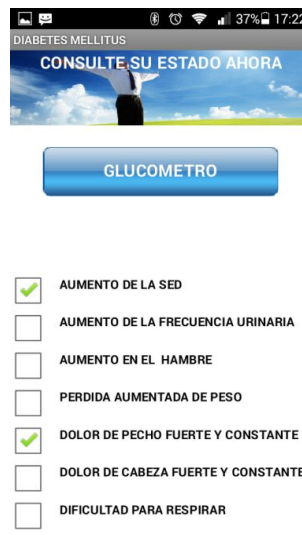 37% 17:22
DIABETES MELLITUS
CONSULTE SU ESTADO AHORA
GLUCOMETRO
AUMENTO DE LA SED
AUMENTO DE LA FRECUENCIA URINARIA
AUMENTO EN EL HAMBRE
PERDIDA AUMENTADA DE PESO
DOLOR DE PECHO FUERTE Y CONSTANTE
DOLOR DE CABEZA FUERTE Y CONSTANTE
DIFICULTAD PARA RESPIRAR